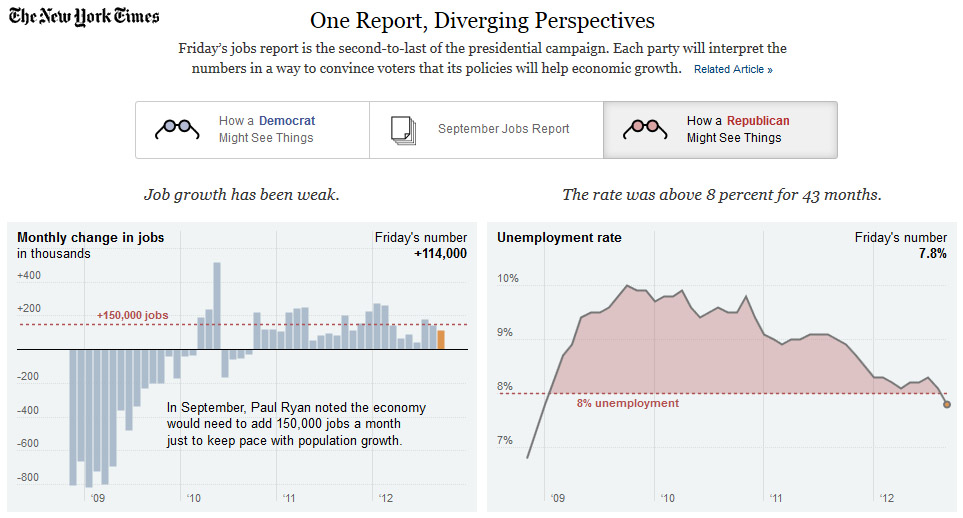 The New York Times
One Report, Diverging Perspectives
Friday's jobs report is the second-to-last of the presidential campaign. Each party will interpret the
numbers in a way to convince voters that its policies will help economic growth. Related Article »
How a Democrat
Might See Things
September Jobs Report
How a Republican
Might See Things
Job growth has been weak.
The rate was above 8 percent for 43 months.
Monthly change in jobs
in thousands
Friday's number
+114,000
+400
+200
+150,000 jobs
-200
-400
-600
-800
In September, Paul Ryan noted the economy
would need to add 150,000 jobs a month
just to keep pace with population growth.
'09
'10
'11
'12
Unemployment rate
Friday's number
7.8%
10%
9%
8%
8% unemployment
7%
'09
'10
'11
'12